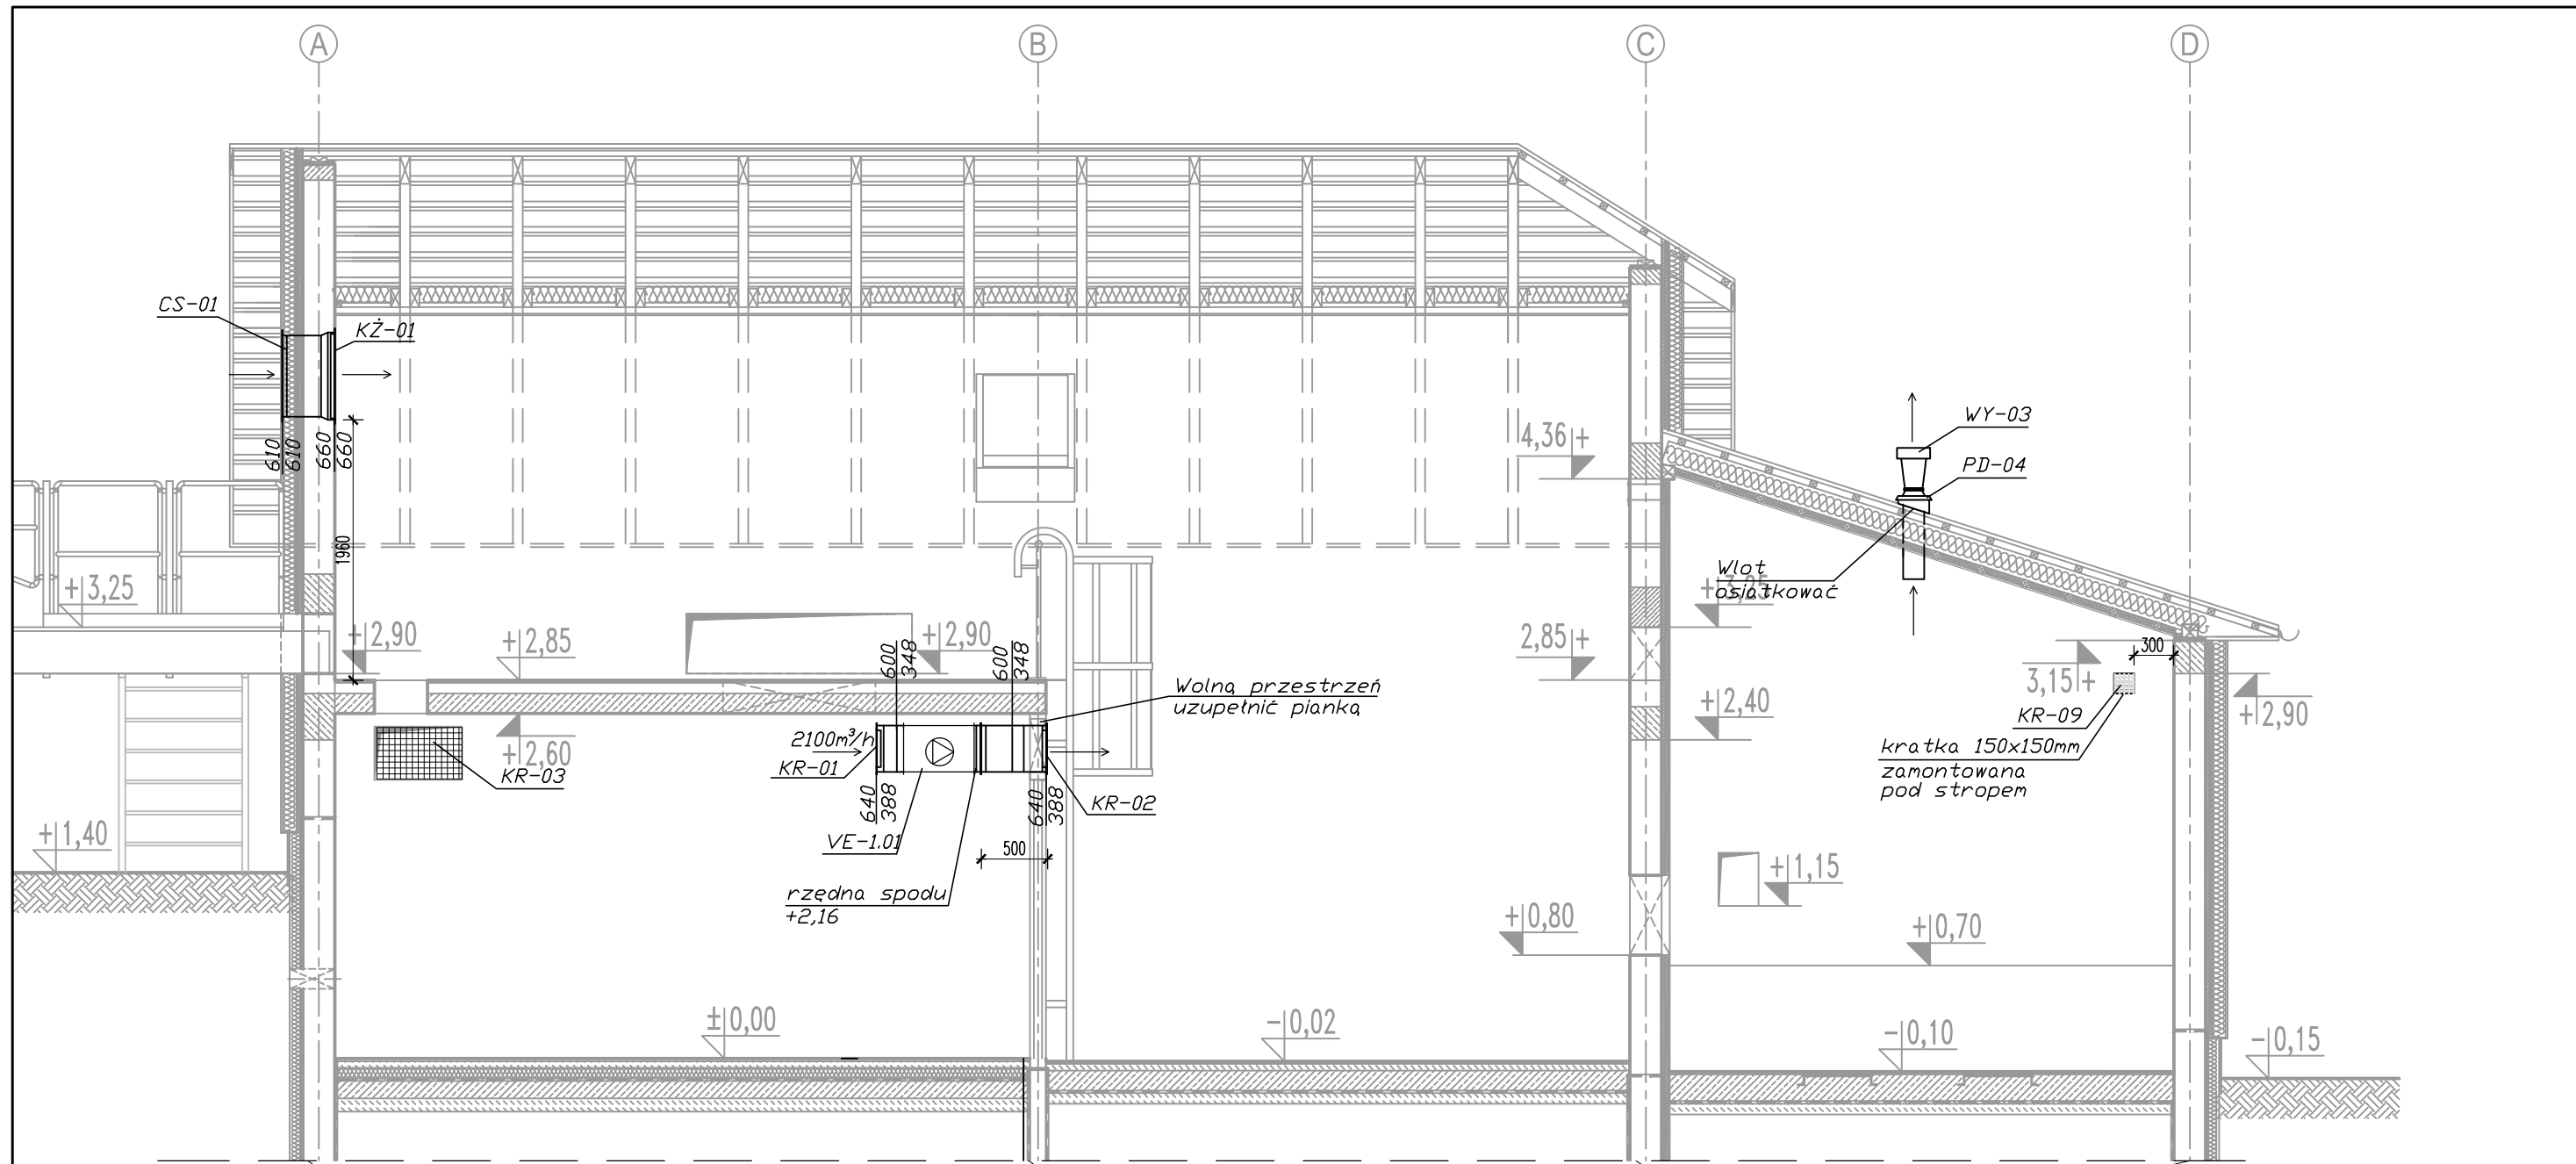 A
B
C
D
CS-01
KŻ-01
610
610
660
660
1960
4,36 +
WY-03
PD-04
Wlot
osiatkować
+3,25
+3,25
+2,90
+2,85
+2,90
600
348
600
348
2,85 +
Wolną przestrzeń
uzupełnić pianką
300
3,15 +
KR-09
+2,90
+2,40
kratka 150x150mm
zamontowana
pod stropem
2100m³/h
KR-01
+2,60
KR-03
640
388
640
388
KR-02
VE-1.01
500
+1,40
rzędna spodu
+2,16
+1,15
+0,80
+0,70
±0,00
-0,02
-0,10
-0,15